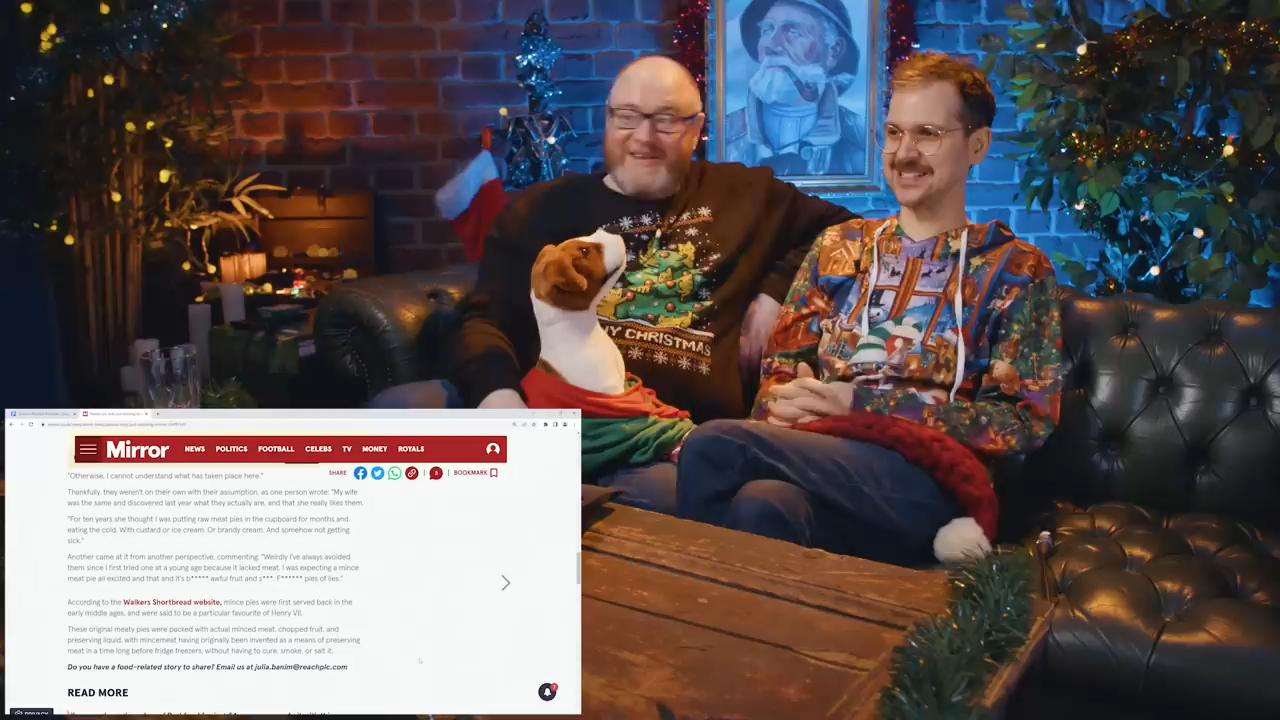 NY CHRISTMAS
Mirror
NEWS POLITICS FOOTBALL CELEBS TV MONEY ROYALS
SHARE BOOKMARK
"Otherwise, I cannot understand what has taken place here."
Thankfully, they weren't on their own with their assumption, as one person wrote: "My wife
was the same and discovered last year what they actually are, and that she really likes them.
"For ten years she thought I was putting raw meat pies in the cupboard for months and
eating the cold. With custard or ice cream. Or brandy cream. And somehow not getting
sick."
Another came at it from another perspective, commenting: "Weirdly I've always avoided
them since I first tried one at a young age because it lacked meat. I was expecting a mince
meat pie all excited and that and it's b***** awful fruit and s***. F****** pies of lies."
According to the Walkers Shortbread website, mince pies were first served back in the
early middle ages, and were said to be a particular favourite of Henry VII.
These original meaty pies were packed with actual minced meat, chopped fruit, and
preserving liquid, with mincemeat having originally been invented as a means of preserving
meat in a time long before fridge freezers, without having to cure, smoke, or salt it.
Do you have a food-related story to share? Email us at julia.banim@reachplc.com
READ MORE
PRIVACY